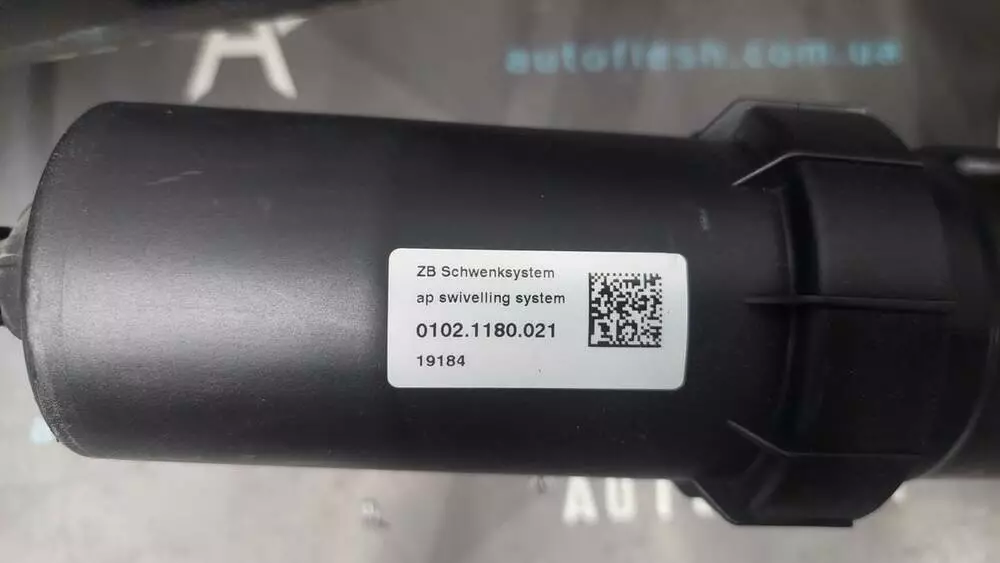 autoflesh.com.ua
ZB Schwenksystem
ap swivelling system
0102.1180.021
19184